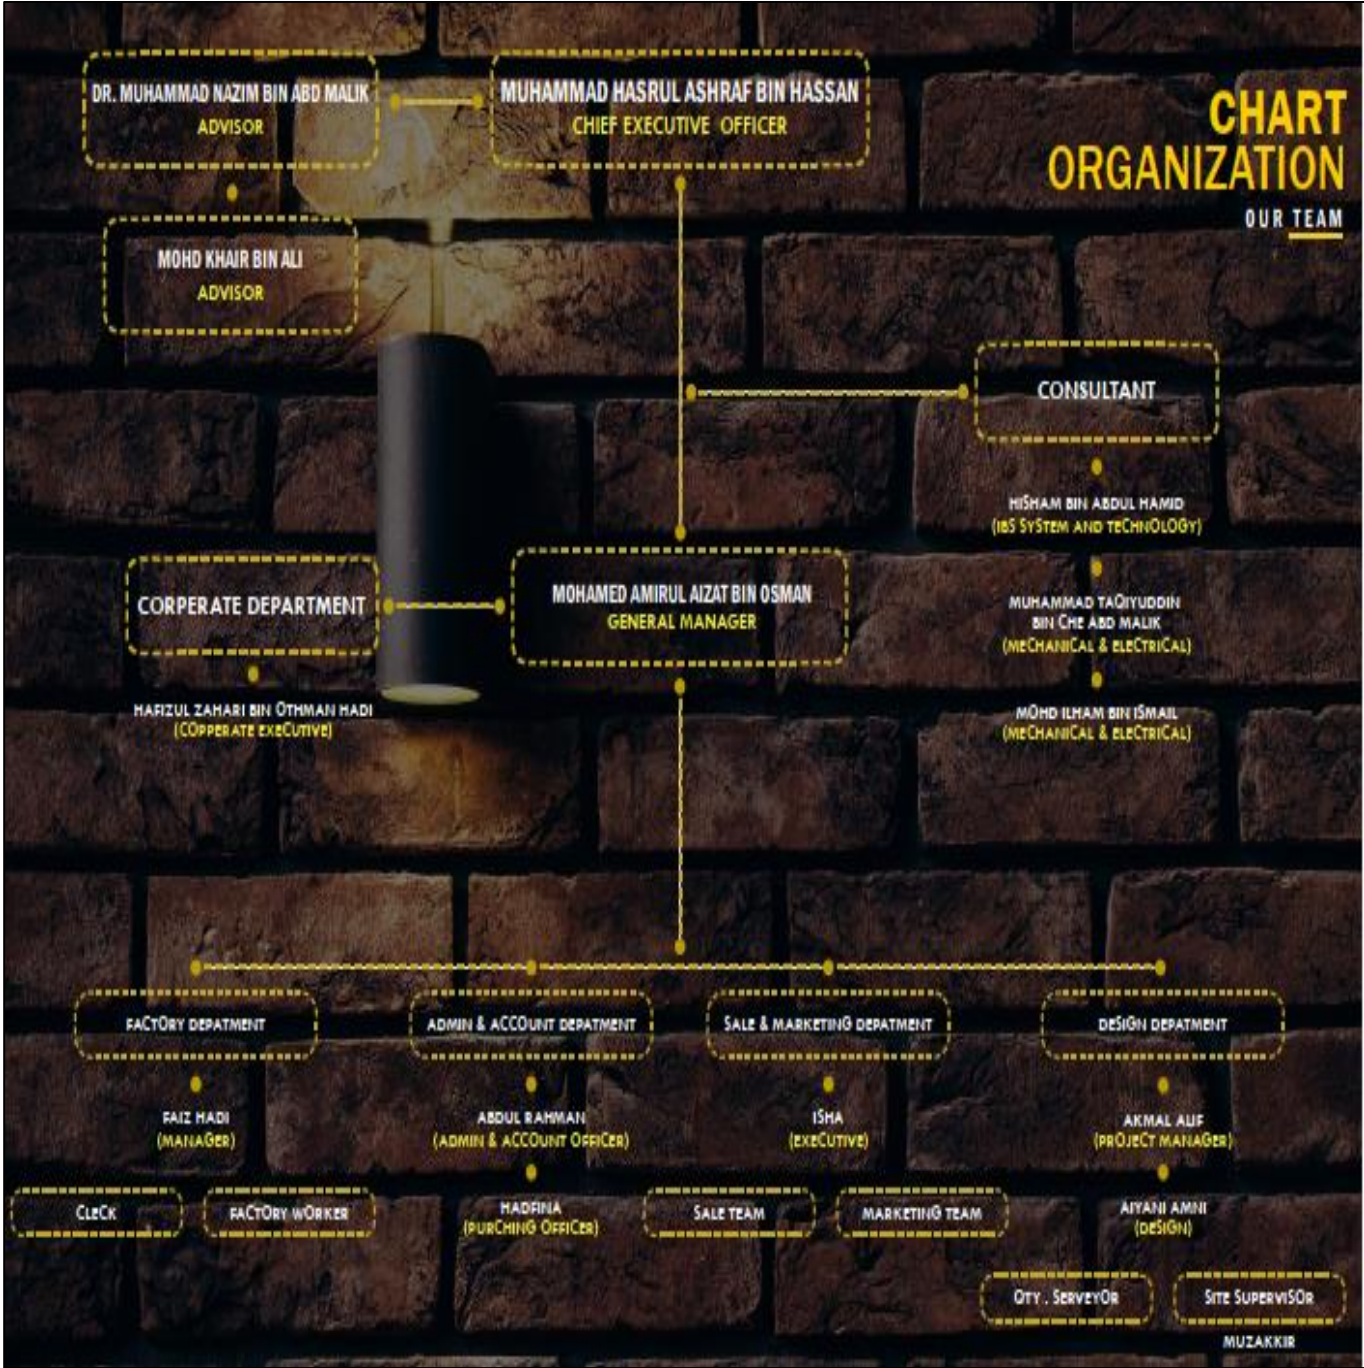 DR. MUHAMMAD NAZIM BIN ABD MALIK
ADVISOR
MUHAMMAD HASRUL ASHRAF BIN HASSAN
CHIEF EXECUTIVE OFFICER
CHART
ORGANIZATION
OUR TEAM
MOHD KHAIR BIN ALI
ADVISOR
CONSULTANT
HISHAM BIN ABDUL HAMID
(IBS SYSTEM AND TECHNOLOGY)
MUHAMMAD TAQIYUDDIN
BIN CHE ABD MALIK
(MECHANICAL & ELECTRICAL)
MOHD ILHAM BIN ISMAIL
(MECHANICAL & ELECTRICAL)
CORPERATE DEPARTMENT
HAFIZUL ZAHARI BIN OTHMAN HADI
(COPPERATE EXECUTIVE)
MOHAMED AMIRUL AIZAT BIN OSMAN
GENERAL MANAGER
FACTORY DEPATMENT
FAIZ HADI
(MANAGER)
CLECK
FACTORY WORKER
ADMIN & ACCOUNT DEPATMENT
ABDUL RAHMAN
(ADMIN & ACCOUNT OFFICER)
HADFINA
(PURCHING OFFICER)
SALE & MARKETING DEPATMENT
ISHA
(EXECUTIVE)
SALE TEAM
MARKETING TEAM
DESIGN DEPATMENT
AKMAL ALIF
(PROJECT MANAGER)
AIYANI AMNI
(DESIGN)
QTY . SERVEYOR
SITE SUPERVISOR
MUZAKKIR